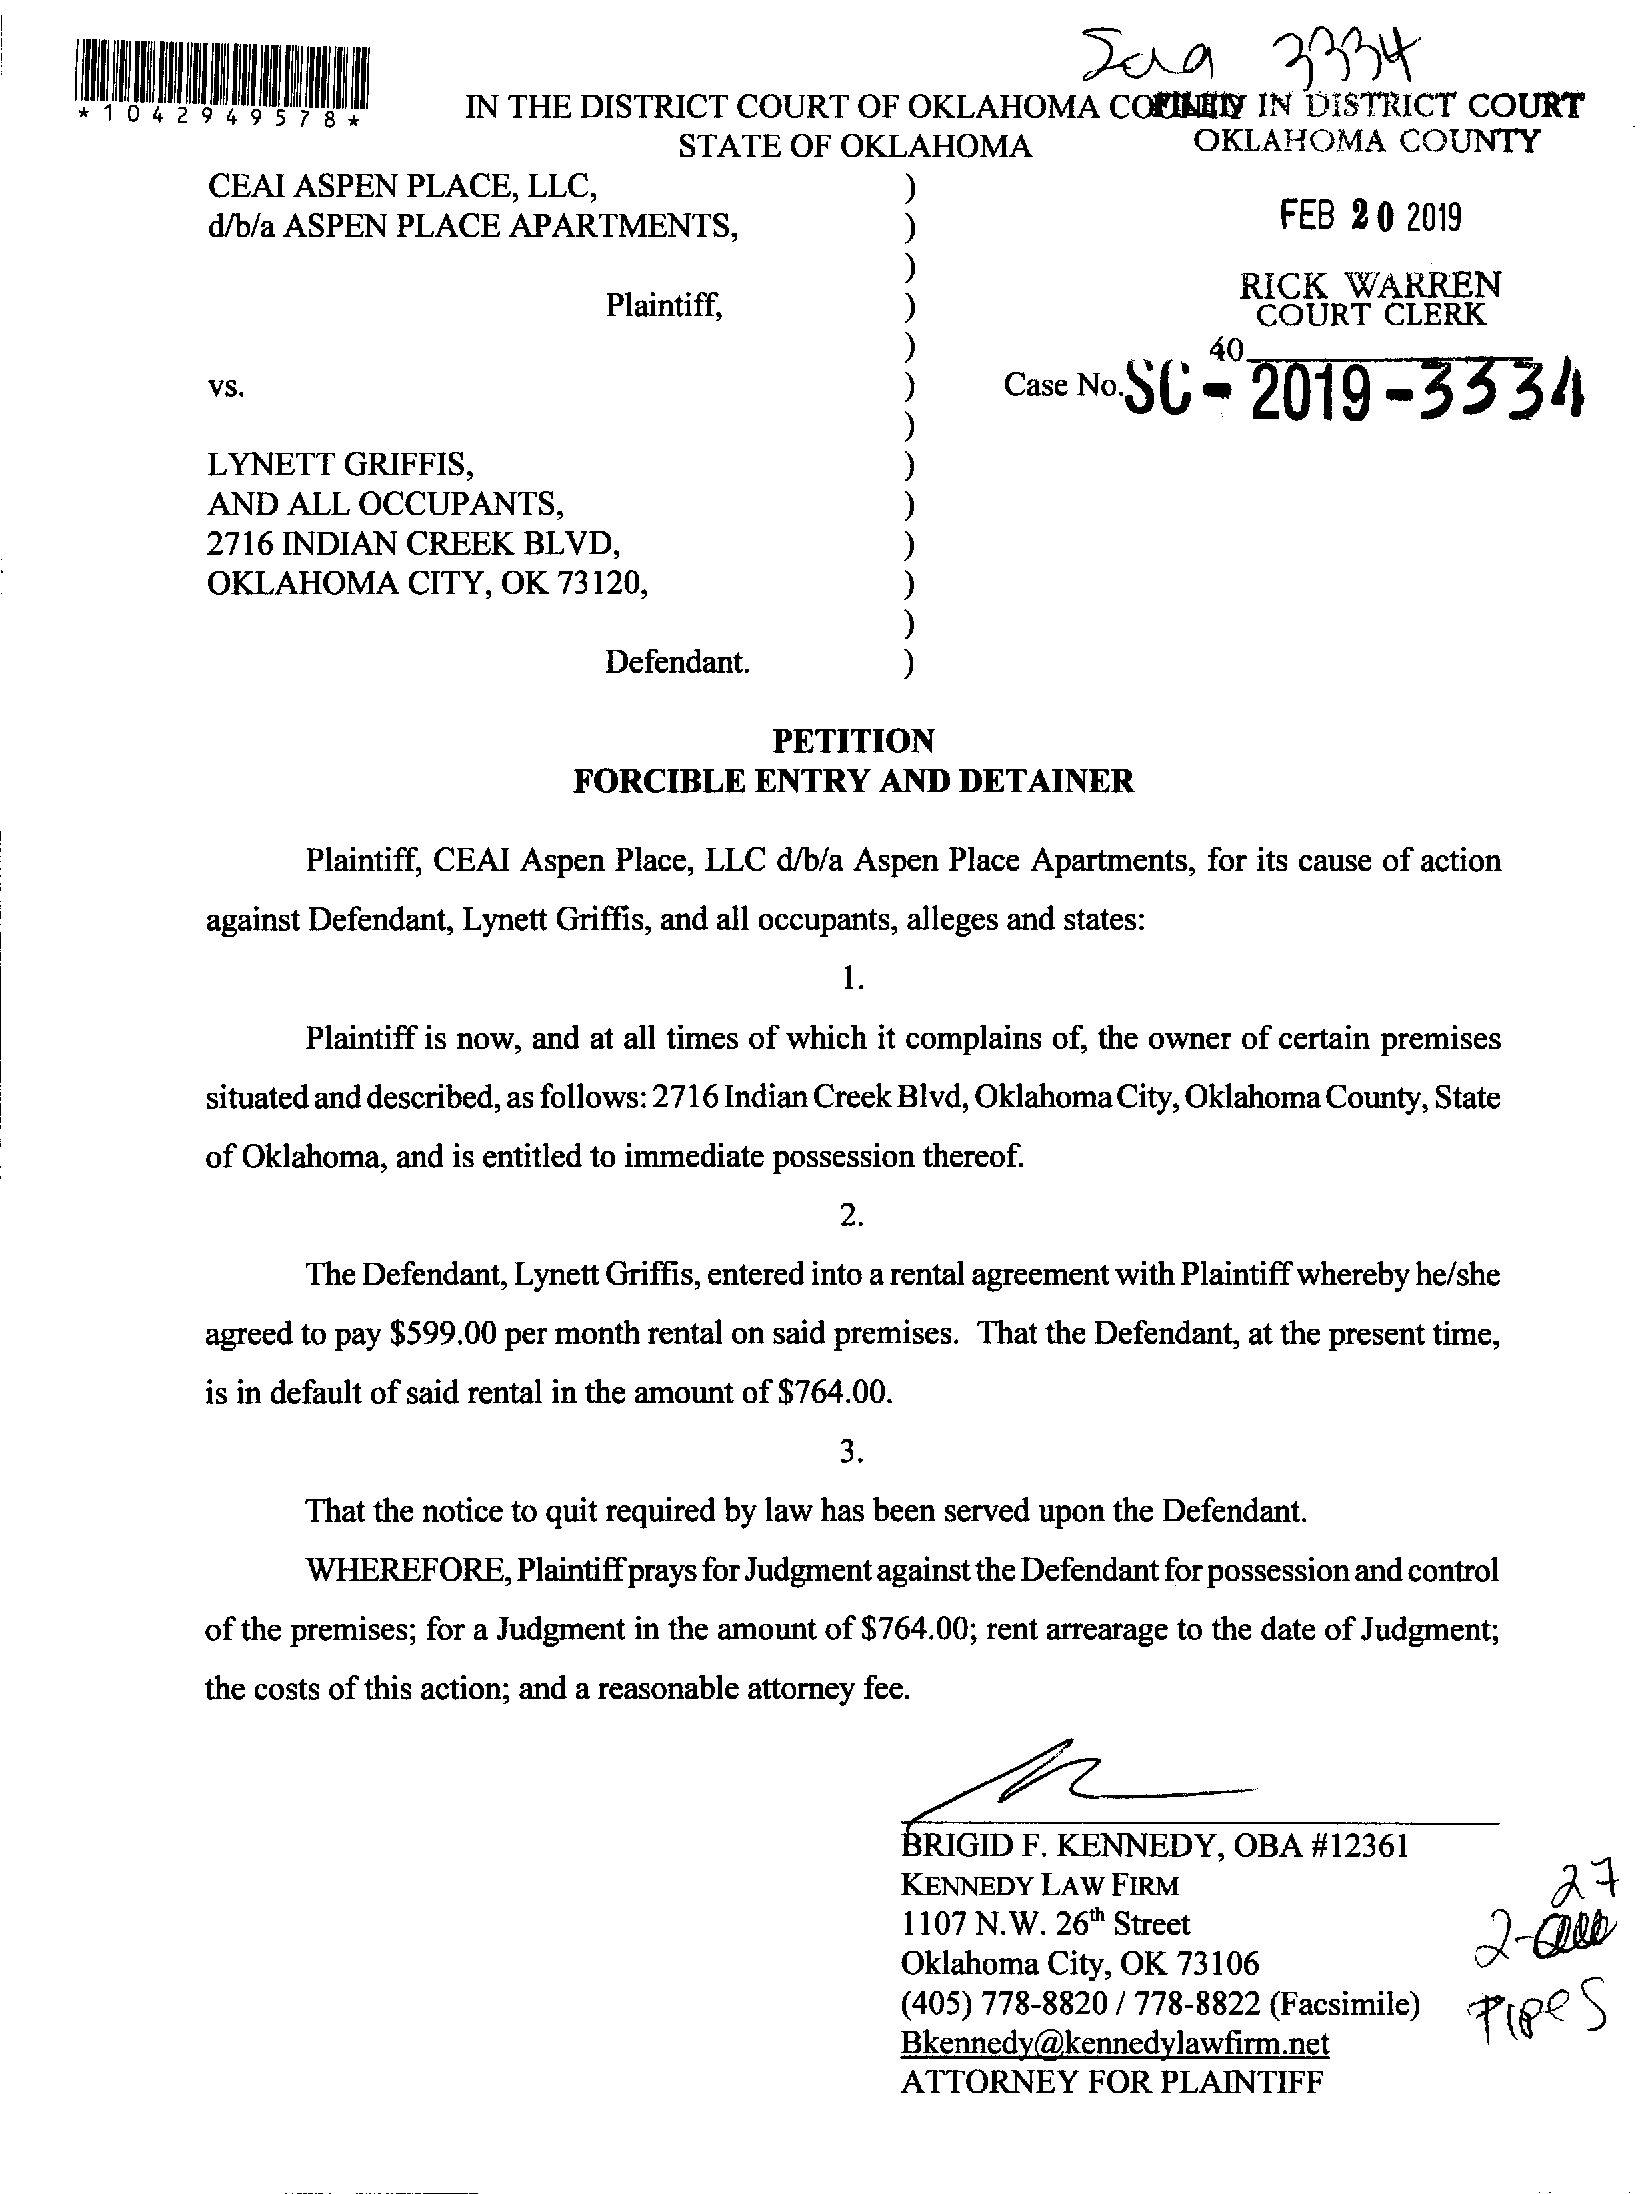 3334
*1042949578*
IN THE DISTRICT COURT OF OKLAHOMA COUNTY
STATE OF OKLAHOMA
FILED IN DISTRICT COURT
OKLAHOMA COUNTY
FEB 20 2019
RICK WARREN
COURT CLERK
40
CEAI ASPEN PLACE, LLC, )
d/b/a ASPEN PLACE APARTMENTS, )
)
Plaintiff, )
)
vs. ) Case No. SC-2019-3334
)
LYNETT GRIFFIS, )
AND ALL OCCUPANTS, )
2716 INDIAN CREEK BLVD, )
OKLAHOMA CITY, OK 73120, )
)
Defendant. )
PETITION
FORCIBLE ENTRY AND DETAINER
Plaintiff, CEAI Aspen Place, LLC d/b/a Aspen Place Apartments, for its cause of action
against Defendant, Lynett Griffis, and all occupants, alleges and states:
1.
Plaintiff is now, and at all times of which it complains of, the owner of certain premises
situated and described, as follows: 2716 Indian Creek Blvd, Oklahoma City, Oklahoma County, State
of Oklahoma, and is entitled to immediate possession thereof.
2.
The Defendant, Lynett Griffis, entered into a rental agreement with Plaintiff whereby he/she
agreed to pay $599.00 per month rental on said premises. That the Defendant, at the present time,
is in default of said rental in the amount of $764.00.
3.
That the notice to quit required by law has been served upon the Defendant.
WHEREFORE, Plaintiff prays for Judgment against the Defendant for possession and control
of the premises; for a Judgment in the amount of $764.00; rent arrearage to the date of Judgment;
the costs of this action; and a reasonable attorney fee.
BRIGID F. KENNEDY, OBA #12361
KENNEDY LAW FIRM
1107 N.W. 26th Street
Oklahoma City, OK 73106
(405) 778-8820 / 778-8822 (Facsimile)
Bkennedy@kennedylawfirm.net
ATTORNEY FOR PLAINTIFF
27
2-
PIPES